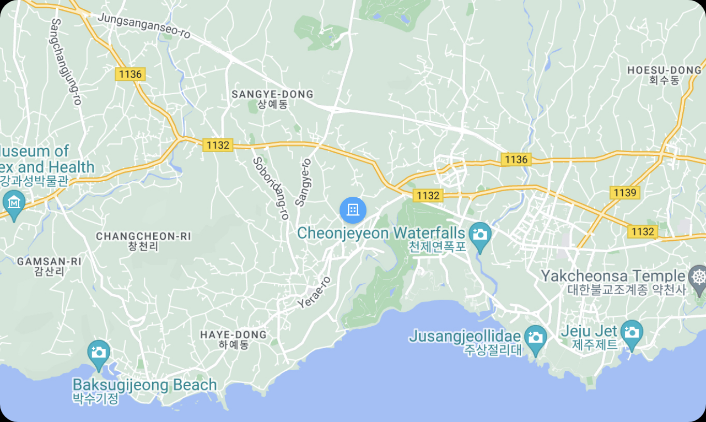 Jungsanganseo-ro
Sangchangjung-ro
1136
HOESU-DONG
회수동
SANGYE-DONG
상예동
1132
useum of
ex and Health
강과성박물관
Soboridang-ro
Sangye-ro
1136
1132
1139
1132
Cheonjeyeon Waterfalls
천제연폭포
CHANGCHEON-RI
창천리
GAMSAN-RI
감산리
Yakcheonsa Temple
대한불교조계종 약천사
Yerae-ro
HAYE-DONG
하예동
Jusangjeollidae
주상절리대
Jeju Jet
제주제트
Baksugijeong Beach
박수기정